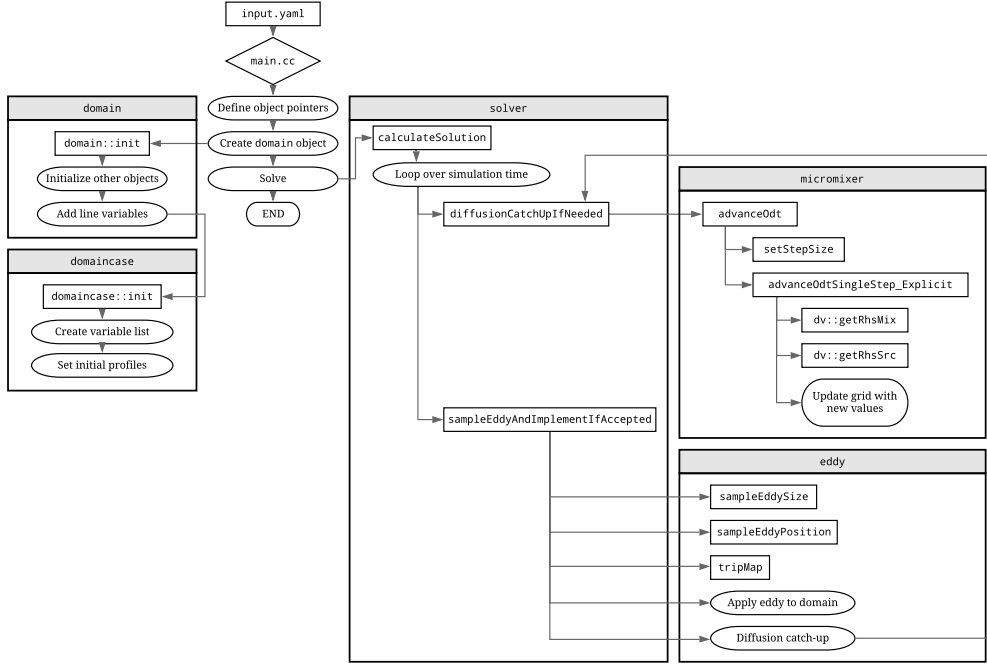 input.yaml
main.cc
Define object pointers
Create domain object
Solve
END
domain
domain::init
Initialize other objects
Add line variables
domaincase
domaincase::init
Create variable list
Set initial profiles
solver
calculateSolution
Loop over simulation time
diffusionCatchUpIfNeeded
sampleEddyAndImplementIfAccepted
micromixer
advanceOdt
setStepSize
advanceOdtSingleStep_Explicit
dv::getRhsMix
dv::getRhsSrc
Update grid with
new values
eddy
sampleEddySize
sampleEddyPosition
tripMap
Apply eddy to domain
Diffusion catch-up